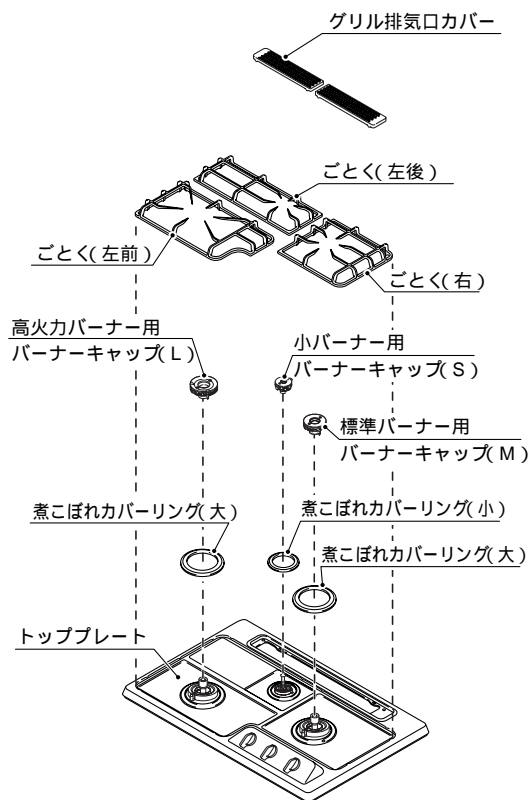 グリル排気口カバー
ごとく(左後)
ごとく(左前)
ごとく(右)
高火力バーナー用
バーナーキャップ(L)
小バーナー用
バーナーキャップ(S)
標準バーナー用
バーナーキャップ(M)
煮こぼれカバーリング(大)
煮こぼれカバーリング(小)
煮こぼれカバーリング(大)
トッププレート